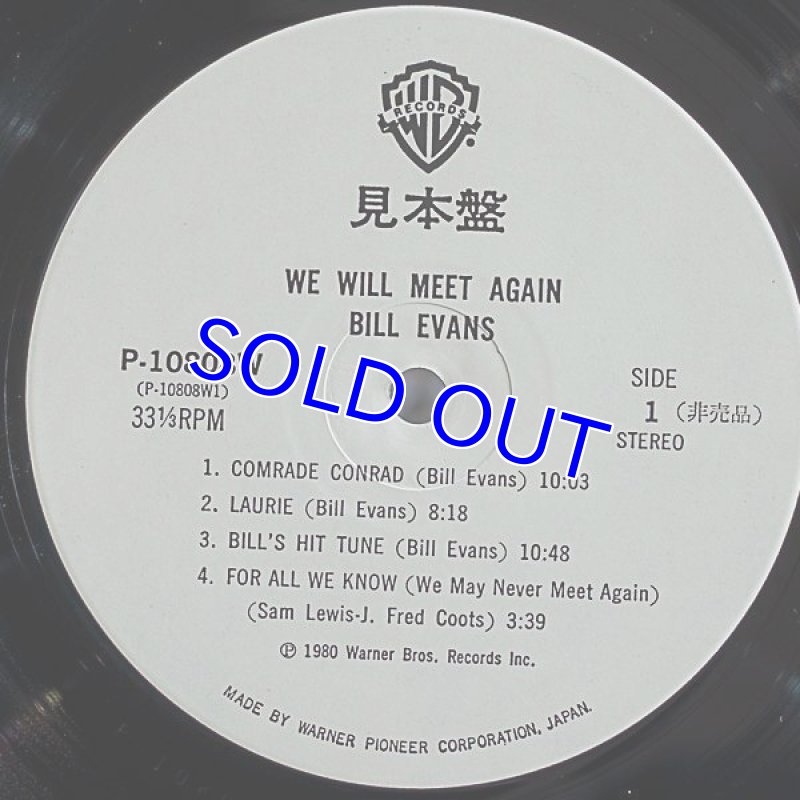 WB
RECORDS
見本盤
WE WILL MEET AGAIN
BILL EVANS
P-10808W
(P-10808W1)
33⅓RPM
SIDE
1 (非売品)
STEREO
SOLD OUT
1. COMRADE CONRAD (Bill Evans) 10:03
2. LAURIE (Bill Evans) 8:18
3. BILL'S HIT TUNE (Bill Evans) 10:48
4. FOR ALL WE KNOW (We May Never Meet Again)
(Sam Lewis-J. Fred Coots) 3:39
Ⓟ 1980 Warner Bros. Records Inc.
MADE BY WARNER PIONEER CORPORATION, JAPAN.